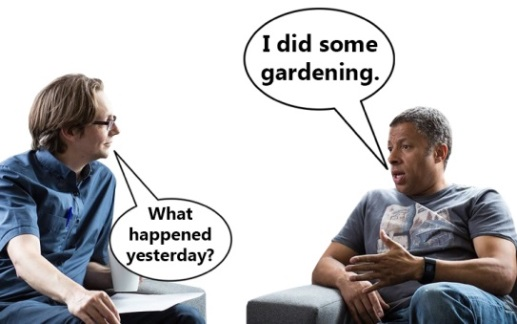 What
happened
yesterday?
I did some
gardening.